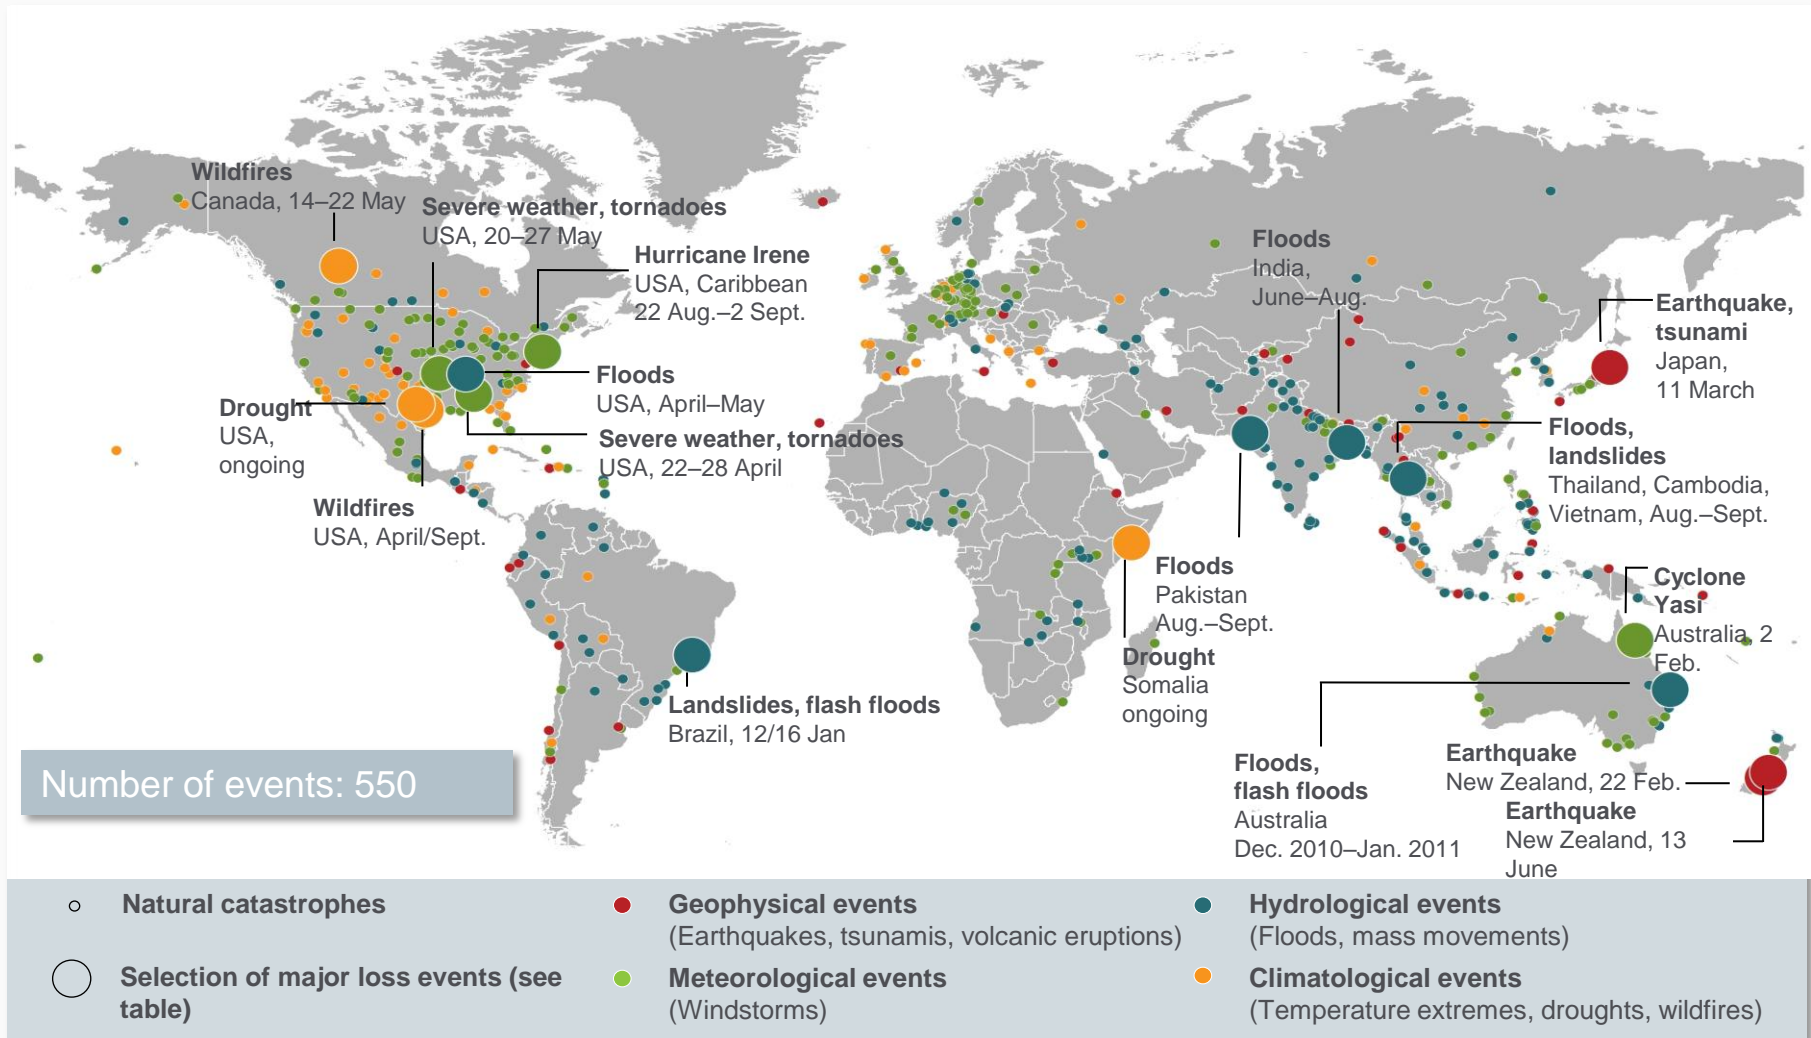 Wildfires
Canada, 14–22 May
Severe weather, tornadoes
USA, 20–27 May
Hurricane Irene
USA, Caribbean
22 Aug.–2 Sept.
Floods
India,
June–Aug.
Earthquake,
tsunami
Japan,
11 March
Floods
USA, April–May
Drought
USA,
ongoing
Severe weather, tornadoes
USA, 22–28 April
Floods,
landslides
Thailand, Cambodia,
Vietnam, Aug.–Sept.
Wildfires
USA, April/Sept.
Floods
Pakistan
Aug.–Sept.
Cyclone
Yasi
Australia, 2
Feb.
Drought
Somalia
ongoing
Landslides, flash floods
Brazil, 12/16 Jan
Floods,
flash floods
Australia
Dec. 2010–Jan. 2011
Earthquake
New Zealand, 22 Feb.
Earthquake
New Zealand, 13
June
Number of events: 550
Natural catastrophes
Selection of major loss events (see
table)
Geophysical events
(Earthquakes, tsunamis, volcanic eruptions)
Meteorological events
(Windstorms)
Hydrological events
(Floods, mass movements)
Climatological events
(Temperature extremes, droughts, wildfires)